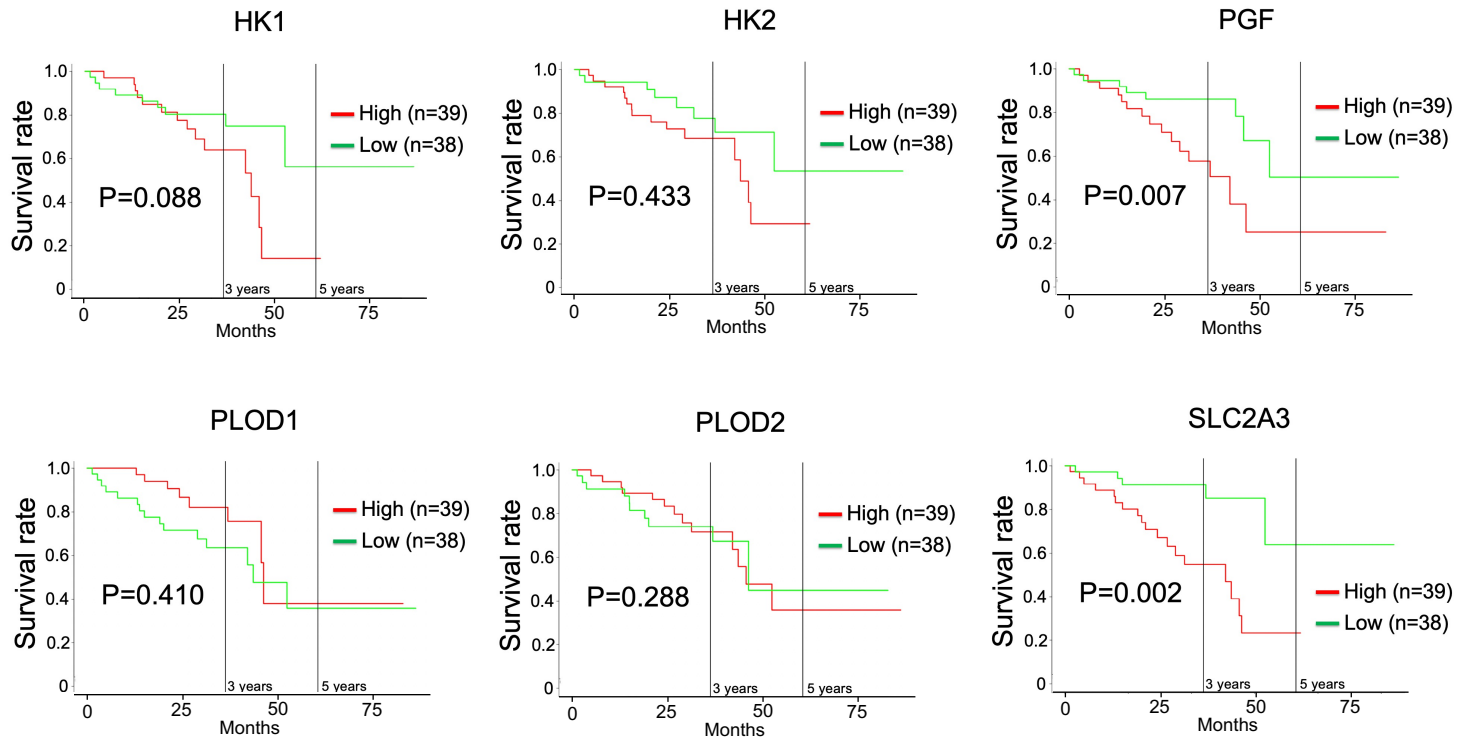 HK1
Survival rate
1.0
0.8
0.6
0.4
0.2
0
High (n=39)
Low (n=38)
P=0.088
3 years
5 years
0
25
50
75
Months
HK2
Survival rate
1.0
0.8
0.6
0.4
0.2
0
High (n=39)
Low (n=38)
P=0.433
3 years
5 years
0
25
50
75
Months
PGF
Survival rate
1.0
0.8
0.6
0.4
0.2
0
High (n=39)
Low (n=38)
P=0.007
3 years
5 years
0
25
50
75
Months
PLOD1
Survival rate
1.0
0.8
0.6
0.4
0.2
0
High (n=39)
Low (n=38)
P=0.410
3 years
5 years
0
25
50
75
Months
PLOD2
Survival rate
1.0
0.8
0.6
0.4
0.2
0
High (n=39)
Low (n=38)
P=0.288
3 years
5 years
0
25
50
75
Months
SLC2A3
Survival rate
1.0
0.8
0.6
0.4
0.2
0
P=0.002
High (n=39)
Low (n=38)
3 years
5 years
0
25
50
75
Months